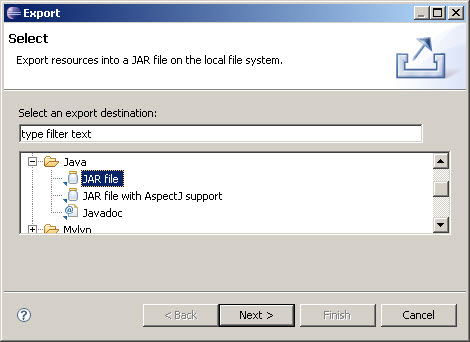 Export
Select
Export resources into a JAR file on the local file system.
Select an export destination:
type filter text
Java
JAR file
JAR file with AspectJ support
Javadoc
Mylyn
< Back
Next >
Finish
Cancel